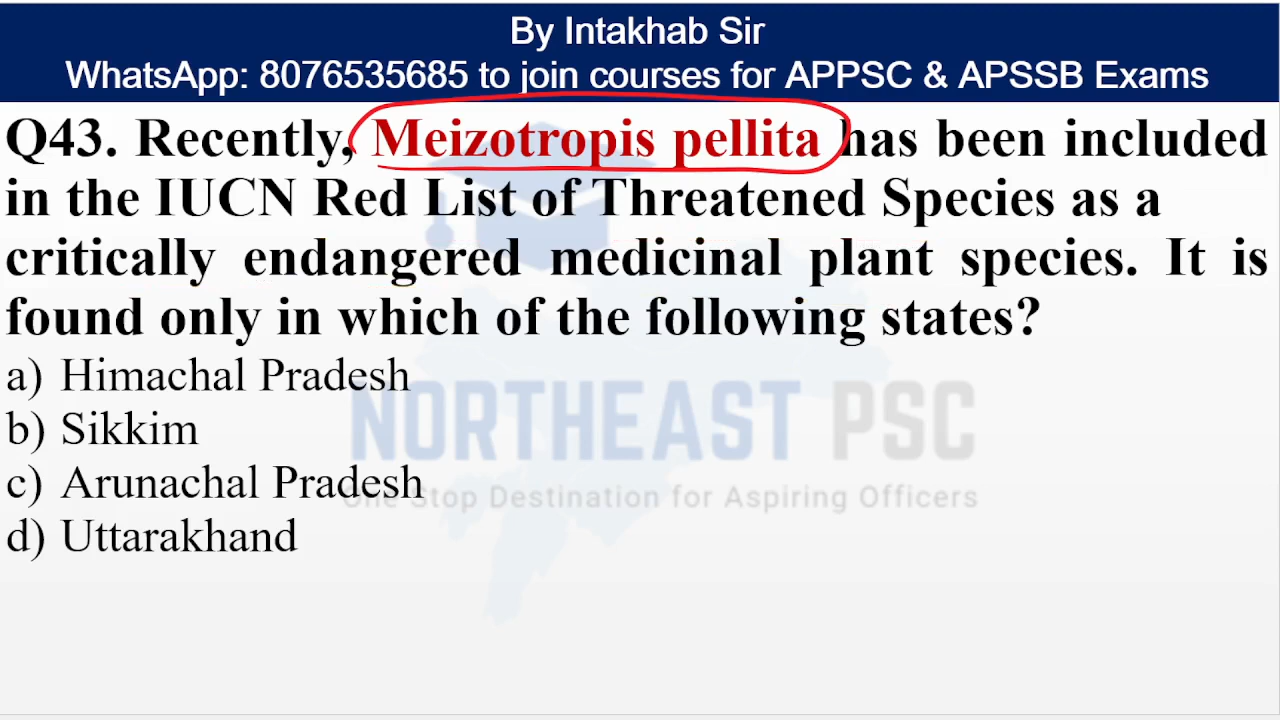 By Intakhab Sir
WhatsApp: 8076535685 to join courses for APPSC & APSSB Exams
Q43. Recently, Meizotropis pellita has been included
in the IUCN Red List of Threatened Species as a
critically endangered medicinal plant species. It is
found only in which of the following states?
a) Himachal Pradesh
b) Sikkim
c) Arunachal Pradesh
d) Uttarakhand
NORTHEAST PSC
One Stop Destination for Aspiring Officers